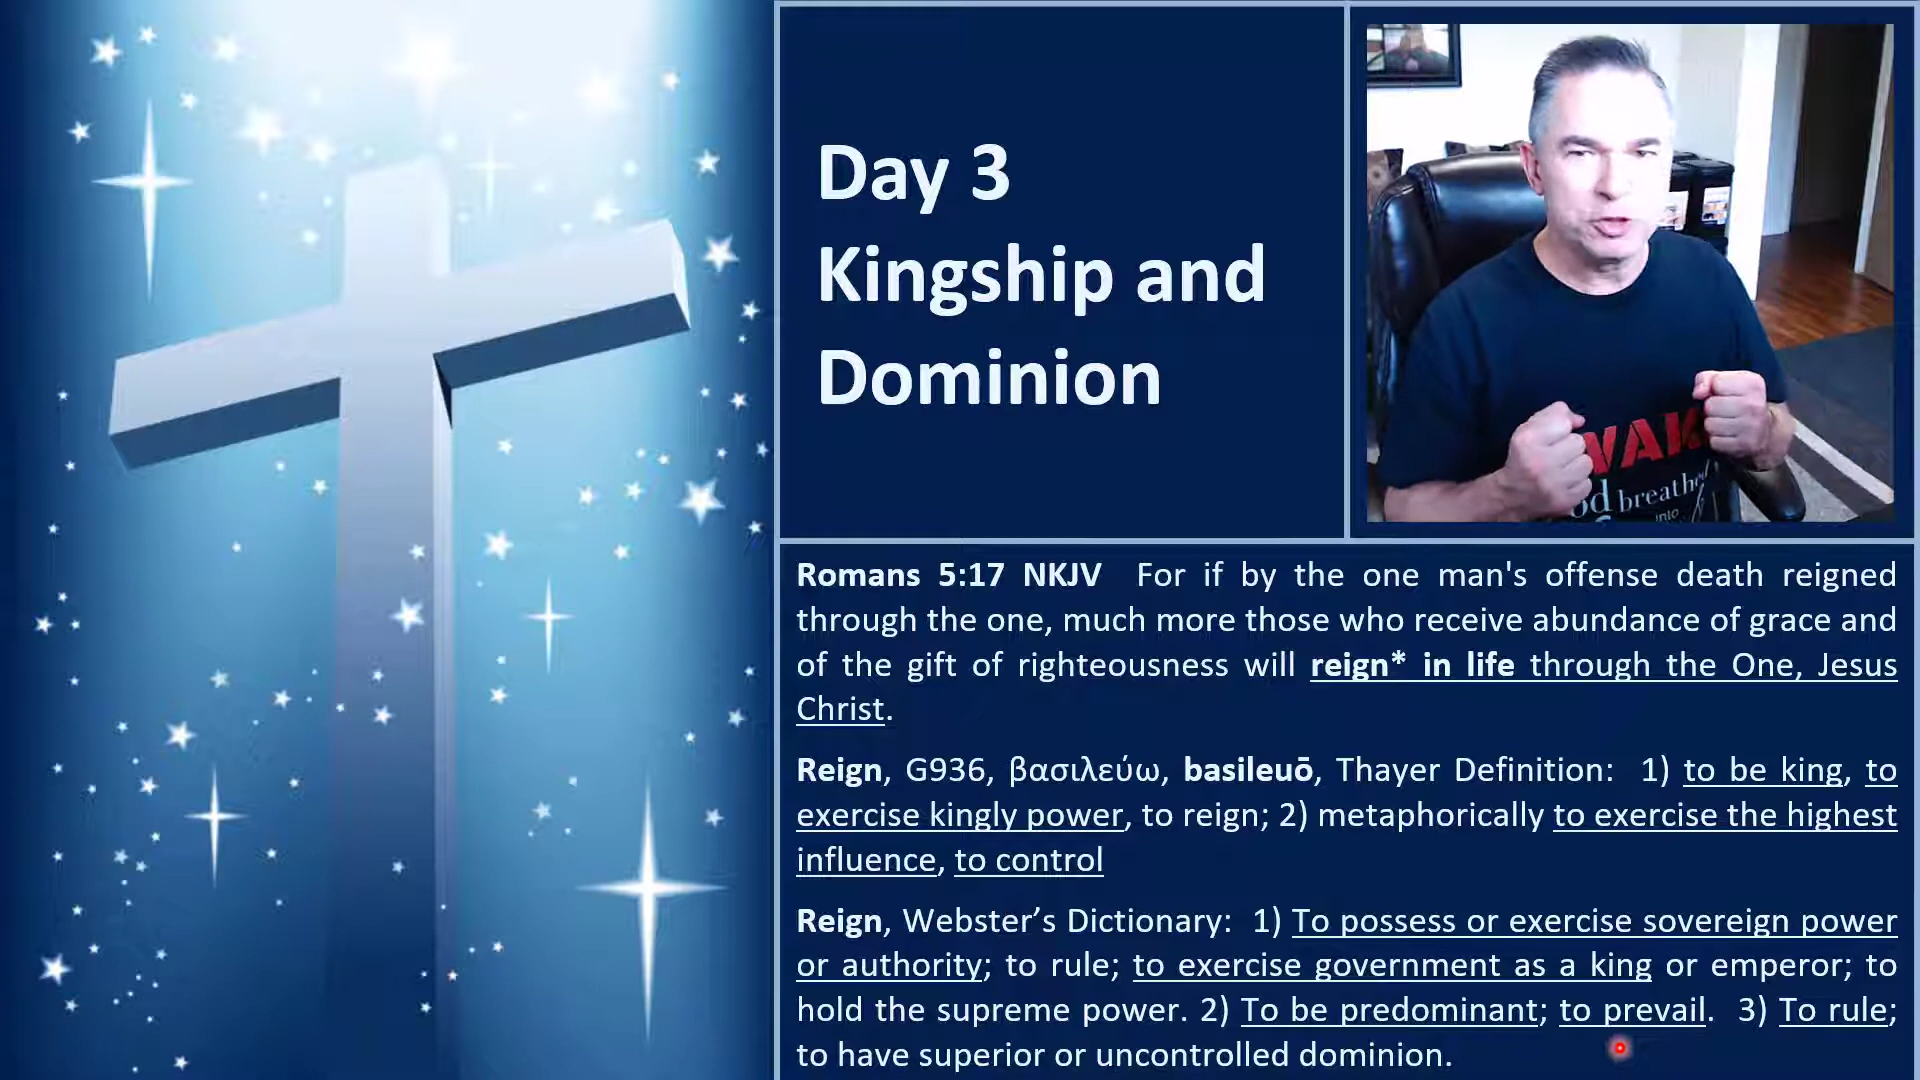 Day 3
Kingship and
Dominion
WAK
od breathe
into
Romans 5:17 NKJV For if by the one man's offense death reigned
through the one, much more those who receive abundance of grace and
of the gift of righteousness will reign* in life through the One, Jesus
Christ.
Reign, G936, βασιλεύω, basileuō, Thayer Definition: 1) to be king, to
exercise kingly power, to reign; 2) metaphorically to exercise the highest
influence, to control
Reign, Webster’s Dictionary: 1) To possess or exercise sovereign power
or authority; to rule; to exercise government as a king or emperor; to
hold the supreme power. 2) To be predominant; to prevail. 3) To rule;
to have superior or uncontrolled dominion.